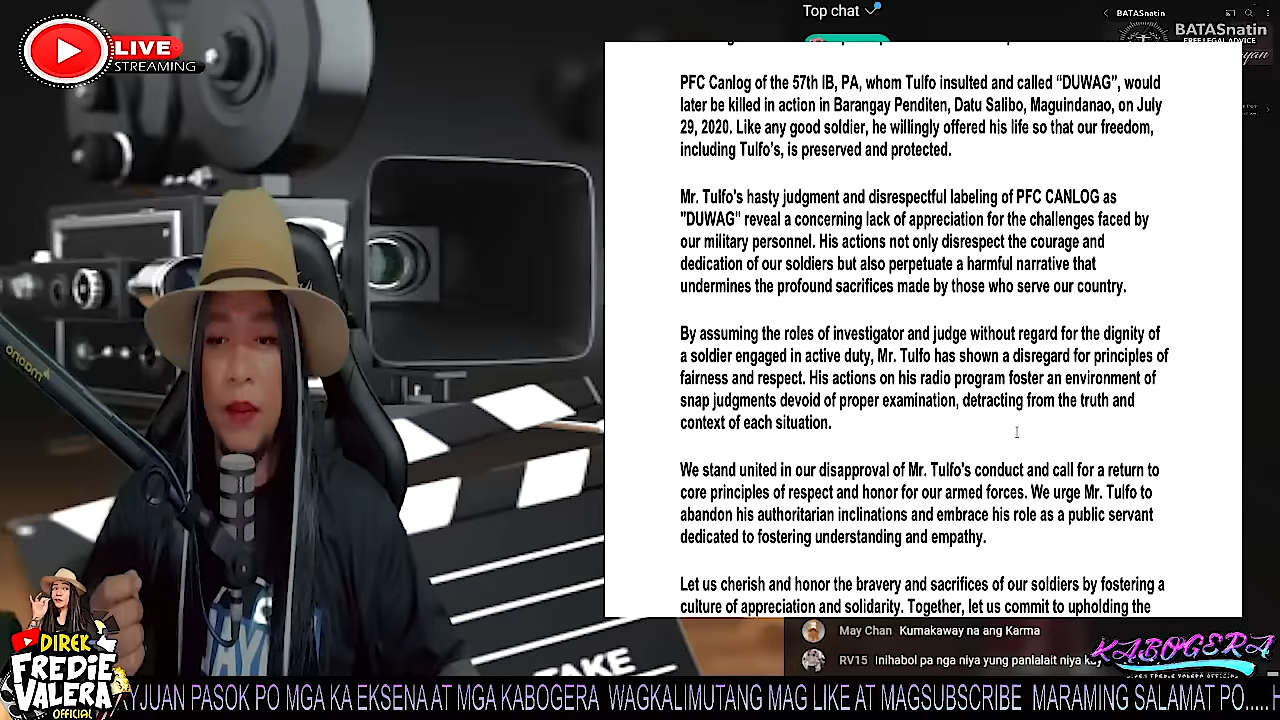 LIVE
STREAMING
Top chat
BATASnatin
BATASnatin
FREE LEGAL ADVICE
PFC Canlog of the 57th IB, PA, whom Tulfo insulted and called “DUWAG”, would
later be killed in action in Barangay Penditen, Datu Salibo, Maguindanao, on July
29, 2020. Like any good soldier, he willingly offered his life so that our freedom,
including Tulfo's, is preserved and protected.
Mr. Tulfo's hasty judgment and disrespectful labeling of PFC CANLOG as
"DUWAG" reveal a concerning lack of appreciation for the challenges faced by
our military personnel. His actions not only disrespect the courage and
dedication of our soldiers but also perpetuate a harmful narrative that
undermines the profound sacrifices made by those who serve our country.
By assuming the roles of investigator and judge without regard for the dignity of
a soldier engaged in active duty, Mr. Tulfo has shown a disregard for principles of
fairness and respect. His actions on his radio program foster an environment of
snap judgments devoid of proper examination, detracting from the truth and
context of each situation.
We stand united in our disapproval of Mr. Tulfo's conduct and call for a return to
core principles of respect and honor for our armed forces. We urge Mr. Tulfo to
abandon his authoritarian inclinations and embrace his role as a public servant
dedicated to fostering understanding and empathy.
Let us cherish and honor the bravery and sacrifices of our soldiers by fostering a
culture of appreciation and solidarity. Together, let us commit to upholding the
May Chan Kumakaway na ang Karma
RV15 Inihabol pa nga niya yung panlalait niya
KABOGERA
DIREK FREDIE VALERA OFFICIAL
maono
TAKE
DIREK
FREDIE
VALERA
OFFICIAL
YJUAN PASOK PO MGA KA EKSENA AT MGA KABOGERA WAGKALIMUTANG MAG LIKE AT MAGSUBSCRIBE MARAMING SALAMAT PO.....H